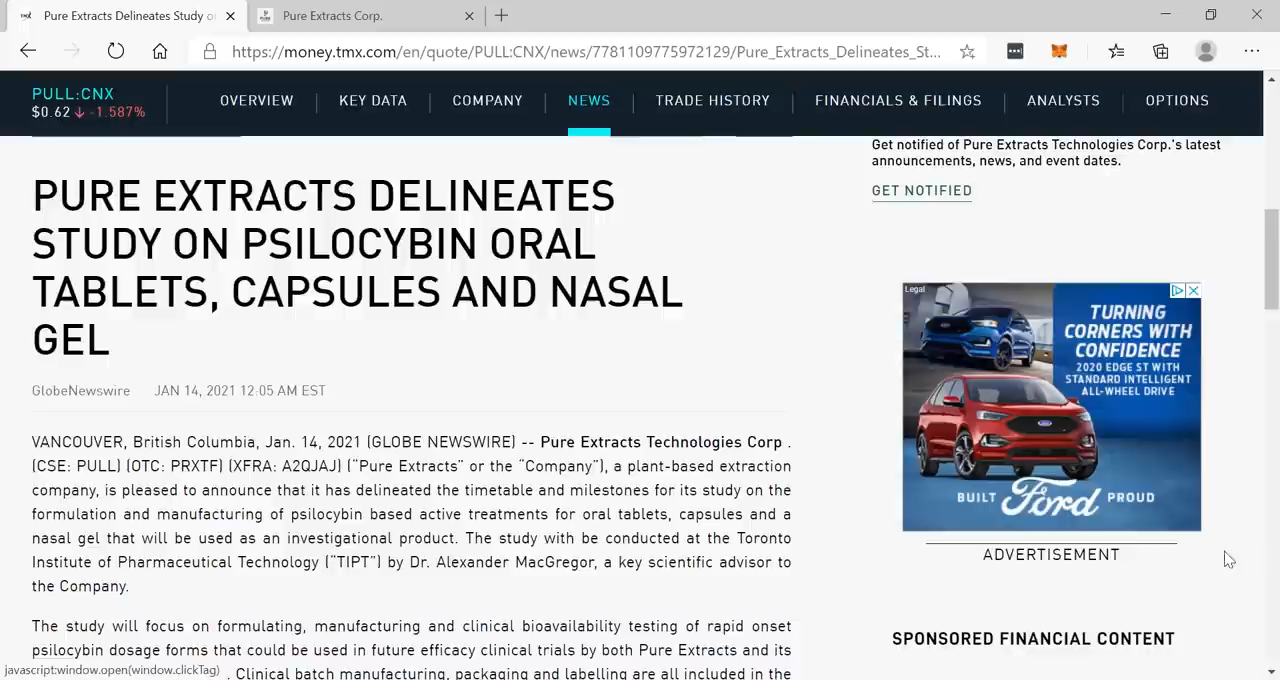 Pure Extracts Delineates Study o
Pure Extracts Corp.
https://money.tmx.com/en/quote/PULL:CNX/news/7781109775972129/Pure_Extracts_Delineates_St...
PULL:CNX
$0.62 -1.587%
OVERVIEW
KEY DATA
COMPANY
NEWS
TRADE HISTORY
FINANCIALS & FILINGS
ANALYSTS
OPTIONS
PURE EXTRACTS DELINEATES
STUDY ON PSILOCYBIN ORAL
TABLETS, CAPSULES AND NASAL
GEL
GlobeNewswire JAN 14, 2021 12:05 AM EST
VANCOUVER, British Columbia, Jan. 14, 2021 (GLOBE NEWSWIRE) -- Pure Extracts Technologies Corp .
(CSE: PULL) (OTC: PRXTF) (XFRA: A2QJAJ) (“Pure Extracts” or the “Company”), a plant-based extraction
company, is pleased to announce that it has delineated the timetable and milestones for its study on the
formulation and manufacturing of psilocybin based active treatments for oral tablets, capsules and a
nasal gel that will be used as an investigational product. The study with be conducted at the Toronto
Institute of Pharmaceutical Technology (“TIPT”) by Dr. Alexander MacGregor, a key scientific advisor to
the Company.
The study will focus on formulating, manufacturing and clinical bioavailability testing of rapid onset
psilocybin dosage forms that could be used in future efficacy clinical trials by both Pure Extracts and its
. Clinical batch manufacturing, packaging and labelling are all included in the
javascript:window.open(window.clickTag)
Get notified of Pure Extracts Technologies Corp.'s latest
announcements, news, and event dates.
GET NOTIFIED
Legal
TURNING
CORNERS WITH
CONFIDENCE
2020 EDGE ST WITH
STANDARD INTELLIGENT
ALL-WHEEL DRIVE
BUILT Ford PROUD
ADVERTISEMENT
SPONSORED FINANCIAL CONTENT